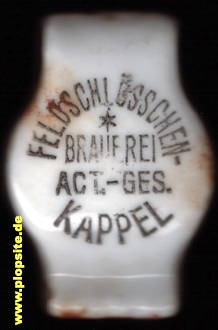 FELDSCHLÖSSCHEN-
*
BRAUEREI
ACT.-GES.
KAPPEL
www.plopsite.de